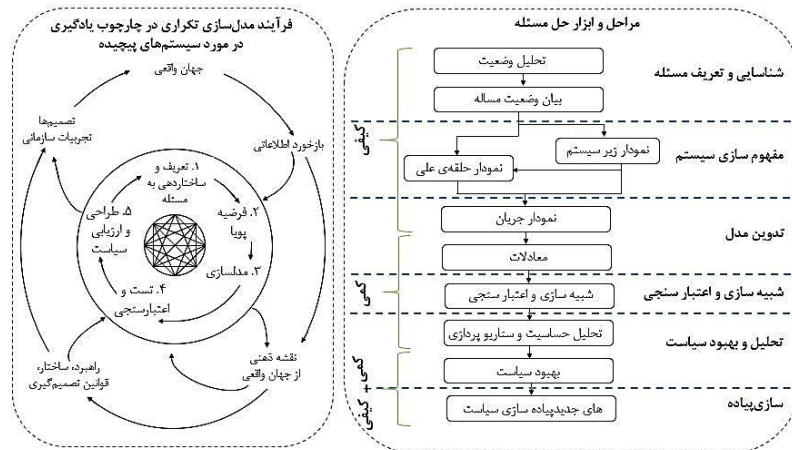 مراحل و ابزار حل مسئله
شناسایی و تعریف مسئله
تحلیل وضعیت
بیان وضعیت مساله
کیفی
مفهوم سازی سیستم
نمودار زیر سیستم
نمودار حلقه‌ی علی
تدوین مدل
نمودار جریان
معادلات
کمی
شبیه سازی و اعتبار سنجی
شبیه سازی و اعتبار سنجی
تحلیل و بهبود سیاست
تحلیل حساسیت و سناریو پردازی
بهبود سیاست
کمی + کیفی
سازی‌پیاده
های جدیدپیاده سازی سیاست
فرآیند مدل‌سازی تکراری در چارچوب یادگیری
در مورد سیستم‌های پیچیده
جهان واقعی
بازخورد اطلاعاتی
نقشه ذهنی
از جهان واقعی
راهبرد، ساختار،
قوانین تصمیم‌گیری
تصمیم‌ها
تجربیات سازمانی
۱. تعریف و
ساختاردهی به
مسئله
۲. فرضیه
پویا
۳. مدلسازی
۴. تست و
اعتبارسنجی
۵. طراحی
و ارزیابی
سیاست